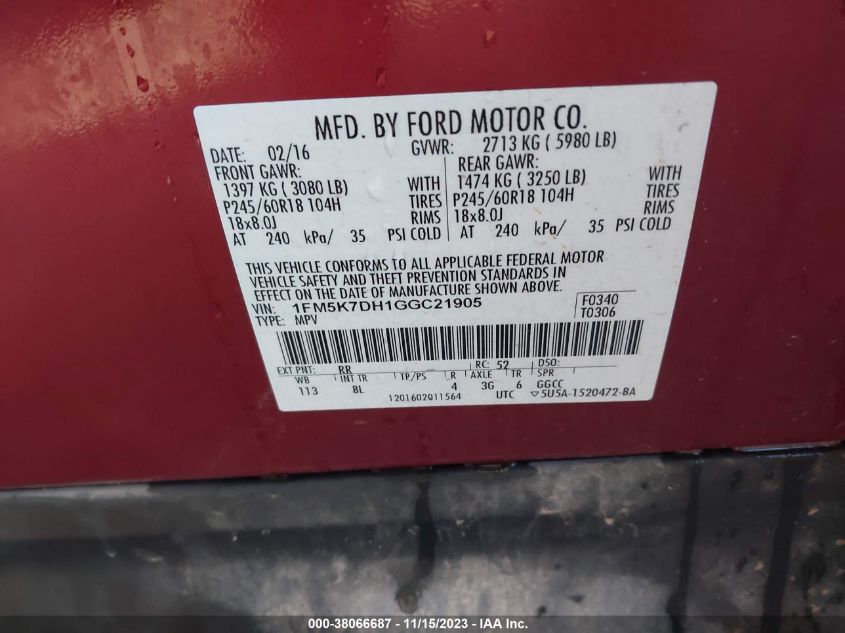 MFD. BY FORD MOTOR CO.
DATE: 02/16 GVWR: 2713 KG ( 5980 LB)
FRONT GAWR: REAR GAWR:
1397 KG ( 3080 LB) WITH 1474 KG ( 3250 LB) WITH
P245/60R18 104H TIRES P245/60R18 104H TIRES
18x8.0J RIMS 18x8.0J RIMS
AT 240 kPa/ 35 PSI COLD AT 240 kPa/ 35 PSI COLD
THIS VEHICLE CONFORMS TO ALL APPLICABLE FEDERAL MOTOR
VEHICLE SAFETY AND THEFT PREVENTION STANDARDS IN
EFFECT ON THE DATE OF MANUFACTURE SHOWN ABOVE.
VIN: 1FM5K7DH1GGC21905 F0340
TYPE: MPV T0306
EXT PNT: RR RC: 52 DSO:
WB INT TR TP/PS R AXLE TR SPR
113 BL 4 3G 6 GGCC
1201602011564 UTC ▽5U5A-1520472-BA
000-38066687 - 11/15/2023 - IAA Inc.